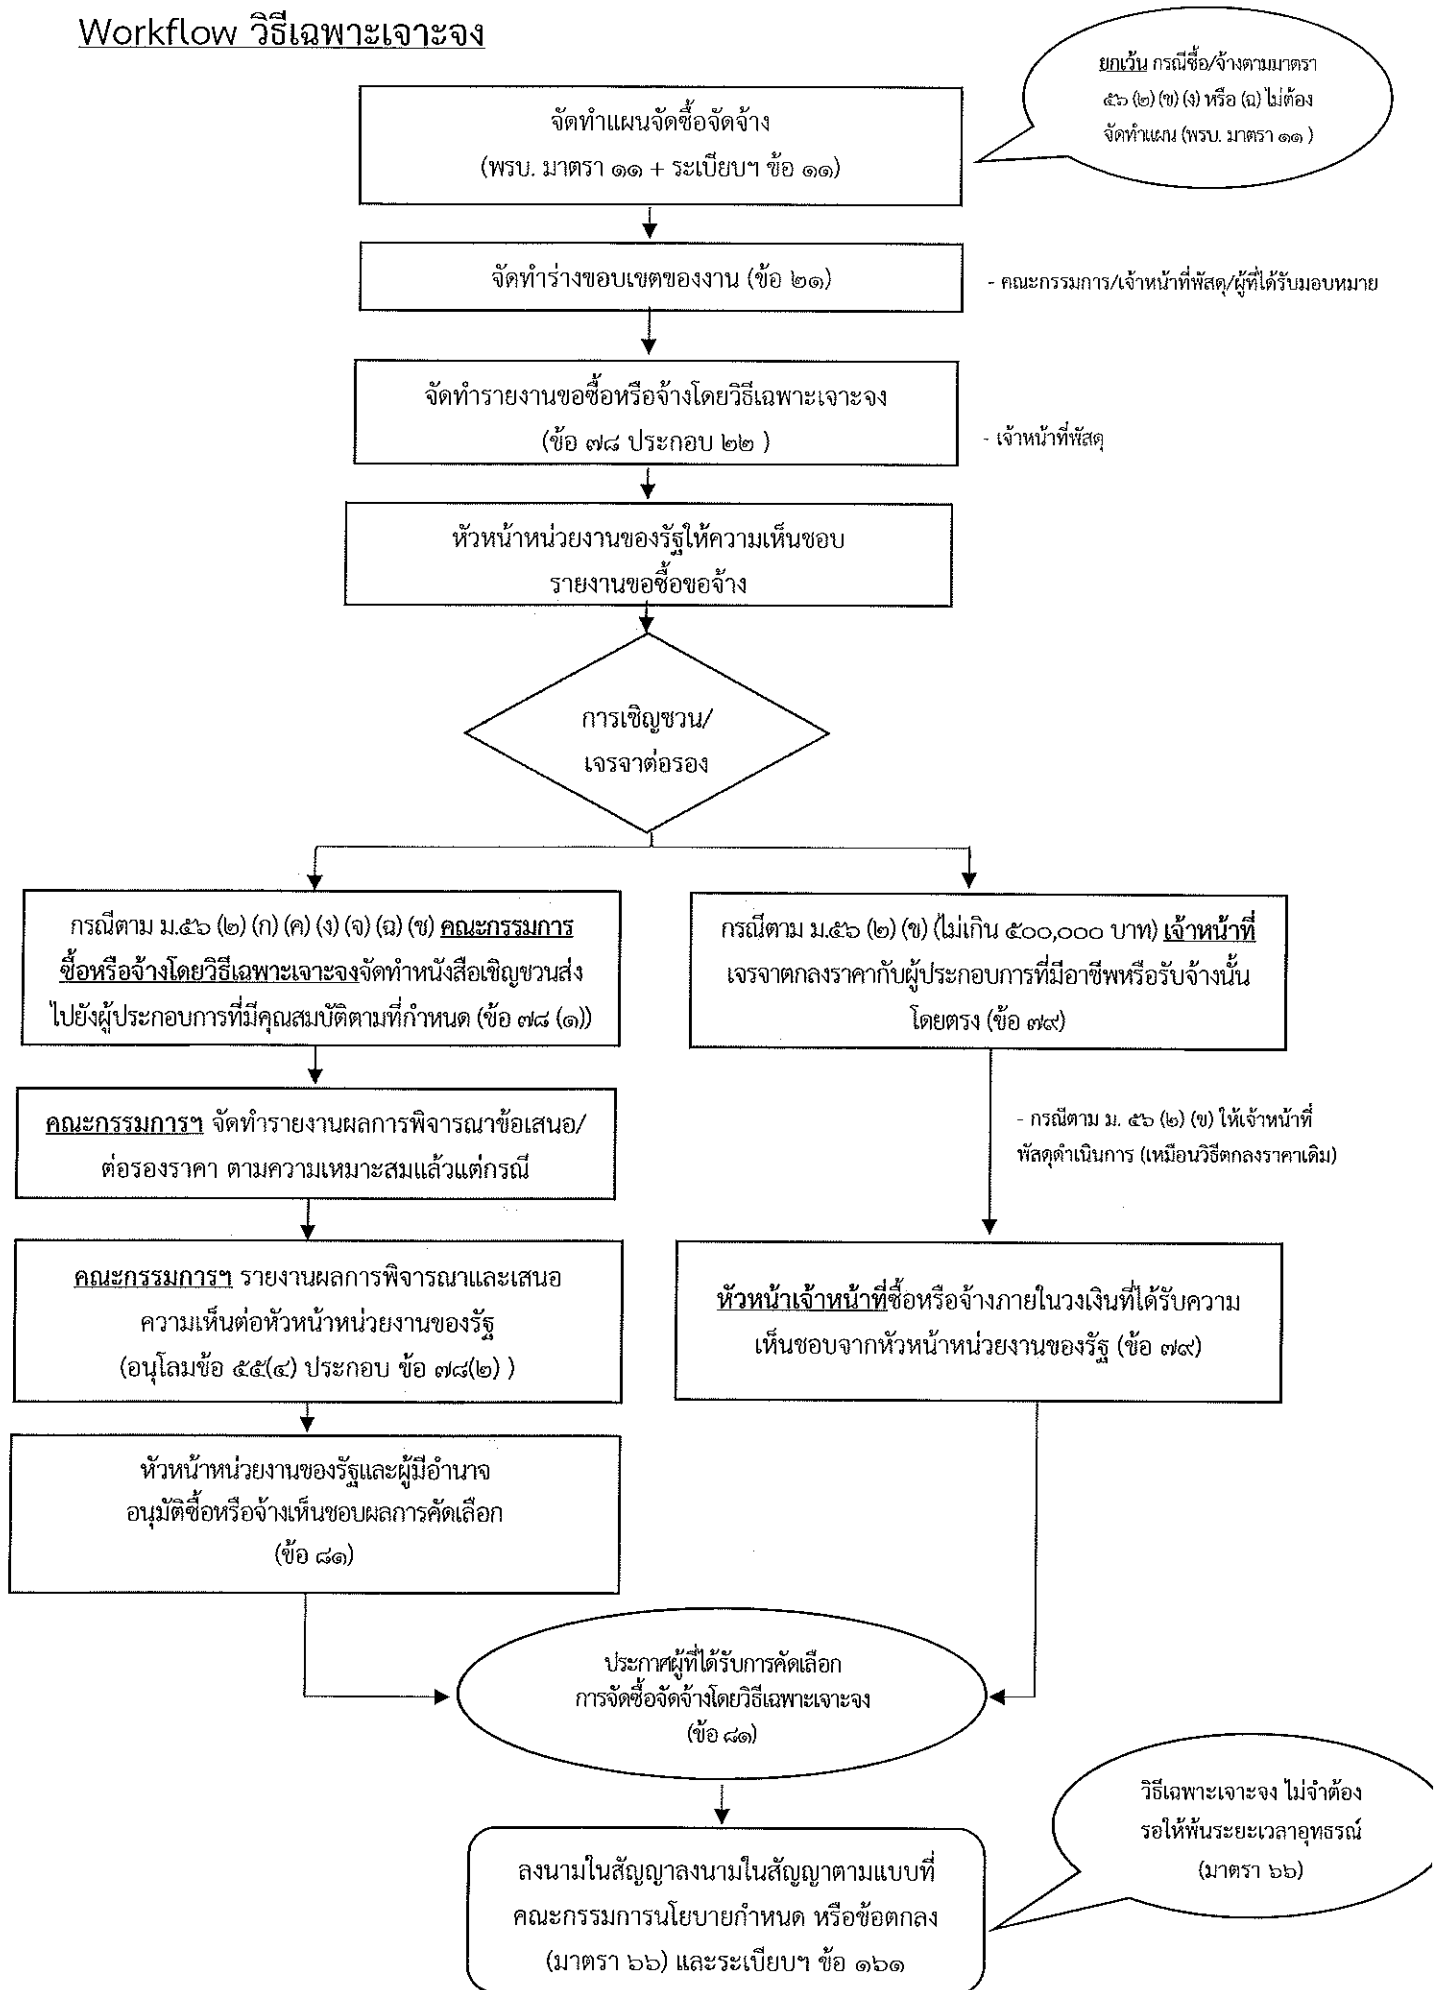 Workflow วิธีเฉพาะเจาะจง
ยกเว้น กรณีซื้อ/จ้างตามมาตรา
๕๖ (๒) (ข) (ง) หรือ (ฉ) ไม่ต้อง
จัดทำแผน (พรบ. มาตรา ๑๑ )
จัดทำแผนจัดซื้อจัดจ้าง
(พรบ. มาตรา ๑๑ + ระเบียบฯ ข้อ ๑๑)
จัดทำร่างขอบเขตของงาน (ข้อ ๒๑)
- คณะกรรมการ/เจ้าหน้าที่พัสดุ/ผู้ที่ได้รับมอบหมาย
จัดทำรายงานขอซื้อหรือจ้างโดยวิธีเฉพาะเจาะจง
(ข้อ ๗๘ ประกอบ ๒๒ )
- เจ้าหน้าที่พัสดุ
หัวหน้าหน่วยงานของรัฐให้ความเห็นชอบ
รายงานขอซื้อขอจ้าง
การเชิญชวน/
เจรจาต่อรอง
กรณีตาม ม.๕๖ (๒) (ก) (ค) (ง) (จ) (ฉ) (ช) คณะกรรมการ
ซื้อหรือจ้างโดยวิธีเฉพาะเจาะจงจัดทำหนังสือเชิญชวนส่ง
ไปยังผู้ประกอบการที่มีคุณสมบัติตามที่กำหนด (ข้อ ๗๘ (๑))
กรณีตาม ม.๕๖ (๒) (ข) (ไม่เกิน ๕๐๐,๐๐๐ บาท) เจ้าหน้าที่
เจรจาตกลงราคากับผู้ประกอบการที่มีอาชีพหรือรับจ้างนั้น
โดยตรง (ข้อ ๗๙)
คณะกรรมการฯ จัดทำรายงานผลการพิจารณาข้อเสนอ/
ต่อรองราคา ตามความเหมาะสมแล้วแต่กรณี
- กรณีตาม ม. ๕๖ (๒) (ข) ให้เจ้าหน้าที่
พัสดุดำเนินการ (เหมือนวิธีตกลงราคาเดิม)
คณะกรรมการฯ รายงานผลการพิจารณาและเสนอ
ความเห็นต่อหัวหน้าหน่วยงานของรัฐ
(อนุโลมข้อ ๕๕(๔) ประกอบ ข้อ ๗๘(๒) )
หัวหน้าเจ้าหน้าที่ซื้อหรือจ้างภายในวงเงินที่ได้รับความ
เห็นชอบจากหัวหน้าหน่วยงานของรัฐ (ข้อ ๗๙)
หัวหน้าหน่วยงานของรัฐและผู้มีอำนาจ
อนุมัติซื้อหรือจ้างเห็นชอบผลการคัดเลือก
(ข้อ ๘๑)
ประกาศผู้ที่ได้รับการคัดเลือก
การจัดซื้อจัดจ้างโดยวิธีเฉพาะเจาะจง
(ข้อ ๘๑)
วิธีเฉพาะเจาะจง ไม่จำต้อง
รอให้พ้นระยะเวลาอุทธรณ์
(มาตรา ๖๖)
ลงนามในสัญญาลงนามในสัญญาตามแบบที่
คณะกรรมการนโยบายกำหนด หรือข้อตกลง
(มาตรา ๖๖) และระเบียบฯ ข้อ ๑๖๑